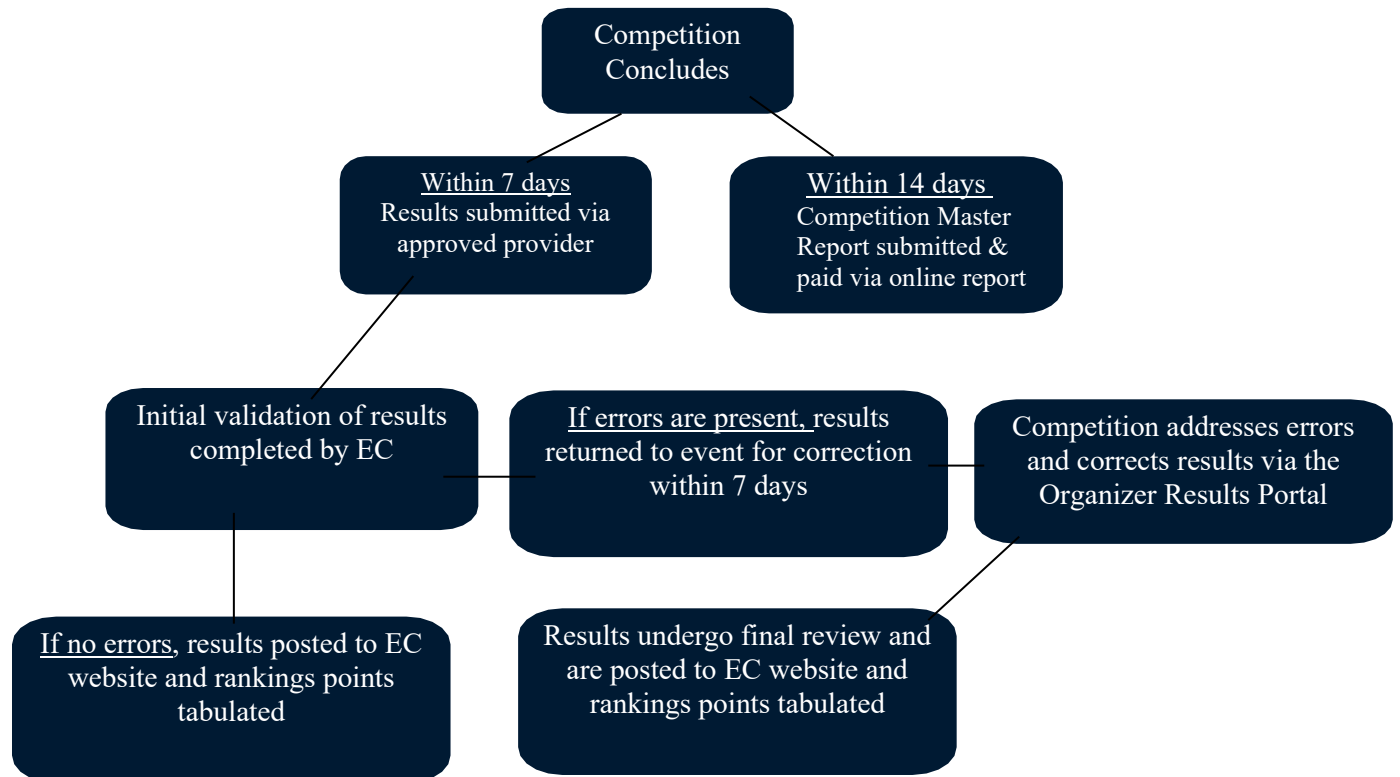 Competition
Concludes
Within 7 days
Results submitted via
approved provider
Within 14 days
Competition Master
Report submitted &
paid via online report
Initial validation of results
completed by EC
If errors are present, results
returned to event for correction
within 7 days
Competition addresses errors
and corrects results via the
Organizer Results Portal
If no errors, results posted to EC
website and rankings points
tabulated
Results undergo final review and
are posted to EC website and
rankings points tabulated